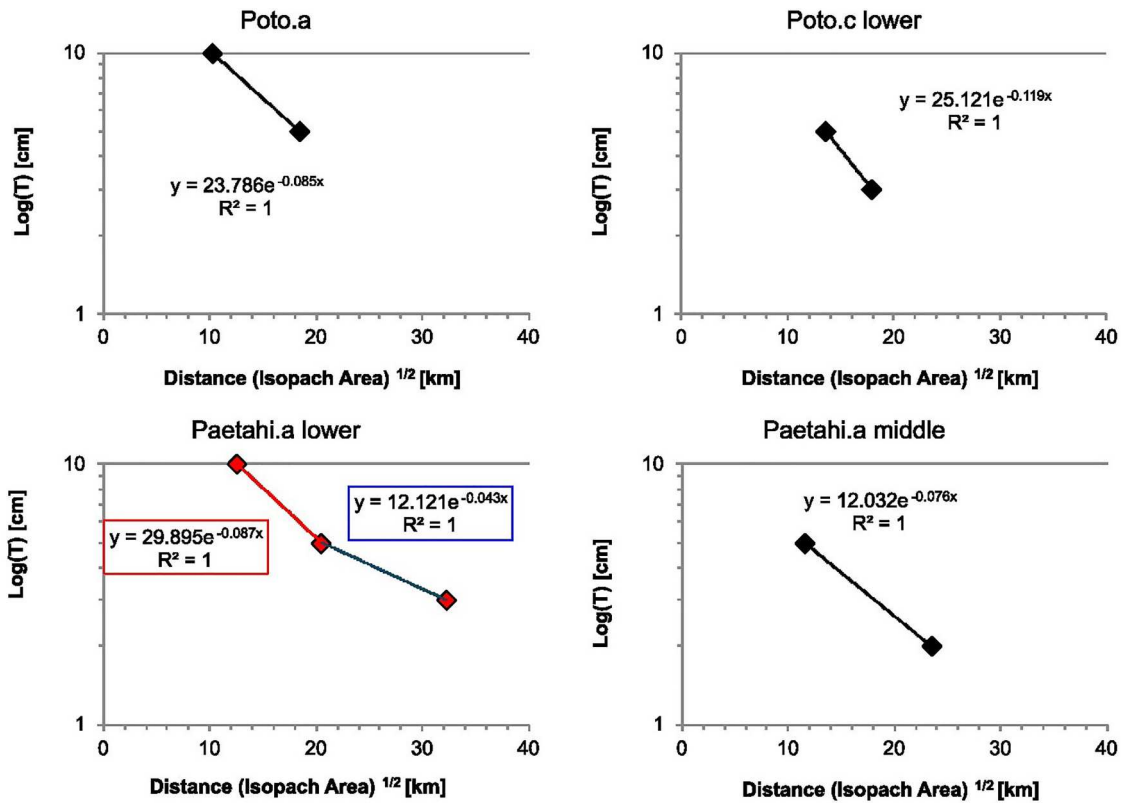 Poto.a
10
1
Log(T) [cm]
y = 23.786e^-0.085x
R² = 1
0 10 20 30 40
Distance (Isopach Area) ^1/2 [km]
Poto.c lower
10
1
Log(T) [cm]
y = 25.121e^-0.119x
R² = 1
0 10 20 30 40
Distance (Isopach Area) ^1/2 [km]
Paetahi.a lower
10
1
Log(T) [cm]
y = 29.895e^-0.087x
R² = 1
y = 12.121e^-0.043x
R² = 1
0 10 20 30 40
Distance (Isopach Area) ^1/2 [km]
Paetahi.a middle
10
1
Log(T) [cm]
y = 12.032e^-0.076x
R² = 1
0 10 20 30 40
Distance (Isopach Area) ^1/2 [km]